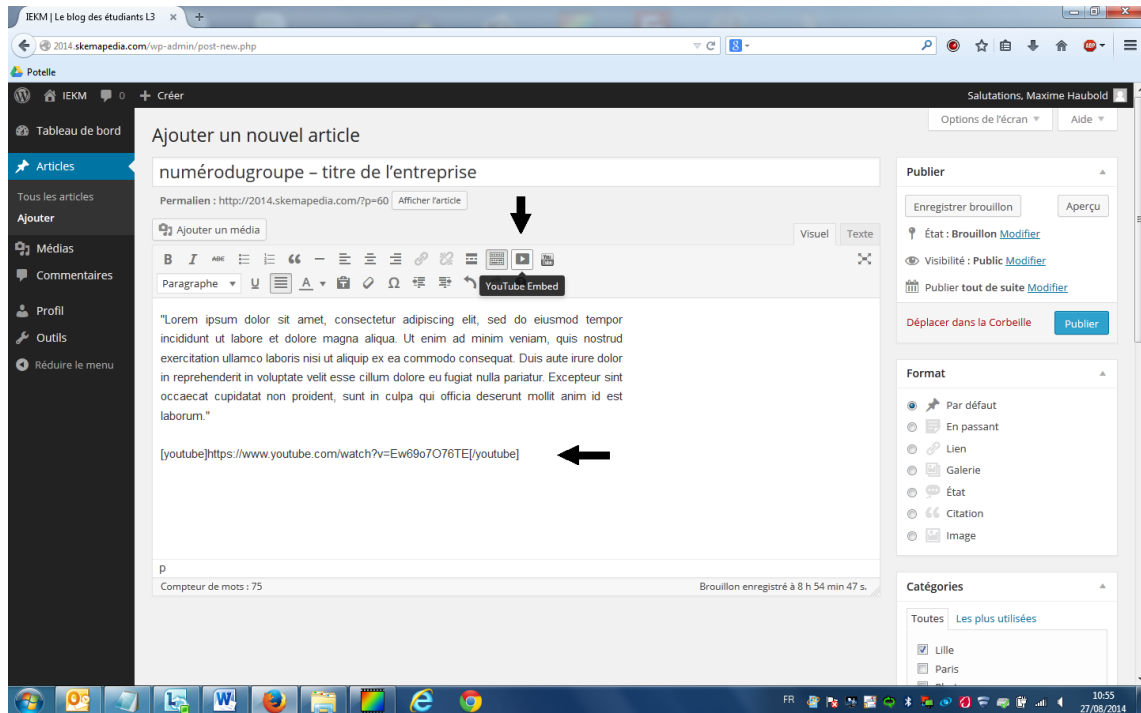 IEKM | Le blog des étudiants L3
2014.skemapedia.com/wp-admin/post-new.php
8
ABP
Potelle
IEKM 0 + Créer
Salutations, Maxime Haubold
Options de l'écran
Aide
Tableau de bord
Articles
Tous les articles
Ajouter
Médias
Commentaires
Profil
Outils
Réduire le menu
Ajouter un nouvel article
numérodugroupe – titre de l'entreprise
Permalien : http://2014.skemapedia.com/?p=60 Afficher l'article
Ajouter un média
Visuel Texte
B I ABC
You Tube
Paragraphe U A Ω
YouTube Embed
"Lorem ipsum dolor sit amet, consectetur adipiscing elit, sed do eiusmod tempor
incididunt ut labore et dolore magna aliqua. Ut enim ad minim veniam, quis nostrud
exercitation ullamco laboris nisi ut aliquip ex ea commodo consequat. Duis aute irure dolor
in reprehenderit in voluptate velit esse cillum dolore eu fugiat nulla pariatur. Excepteur sint
occaecat cupidatat non proident, sunt in culpa qui officia deserunt mollit anim id est
laborum."
[youtube]https://www.youtube.com/watch?v=Ew69o7O76TE[/youtube]
p
Compteur de mots : 75
Brouillon enregistré à 8 h 54 min 47 s.
Publier
Enregistrer brouillon
Aperçu
État : Brouillon Modifier
Visibilité : Public Modifier
Publier tout de suite Modifier
Déplacer dans la Corbeille
Publier
Format
Par défaut
En passant
Lien
Galerie
État
Citation
Image
Catégories
Toutes Les plus utilisées
Lille
Paris
FR
10:55
27/08/2014